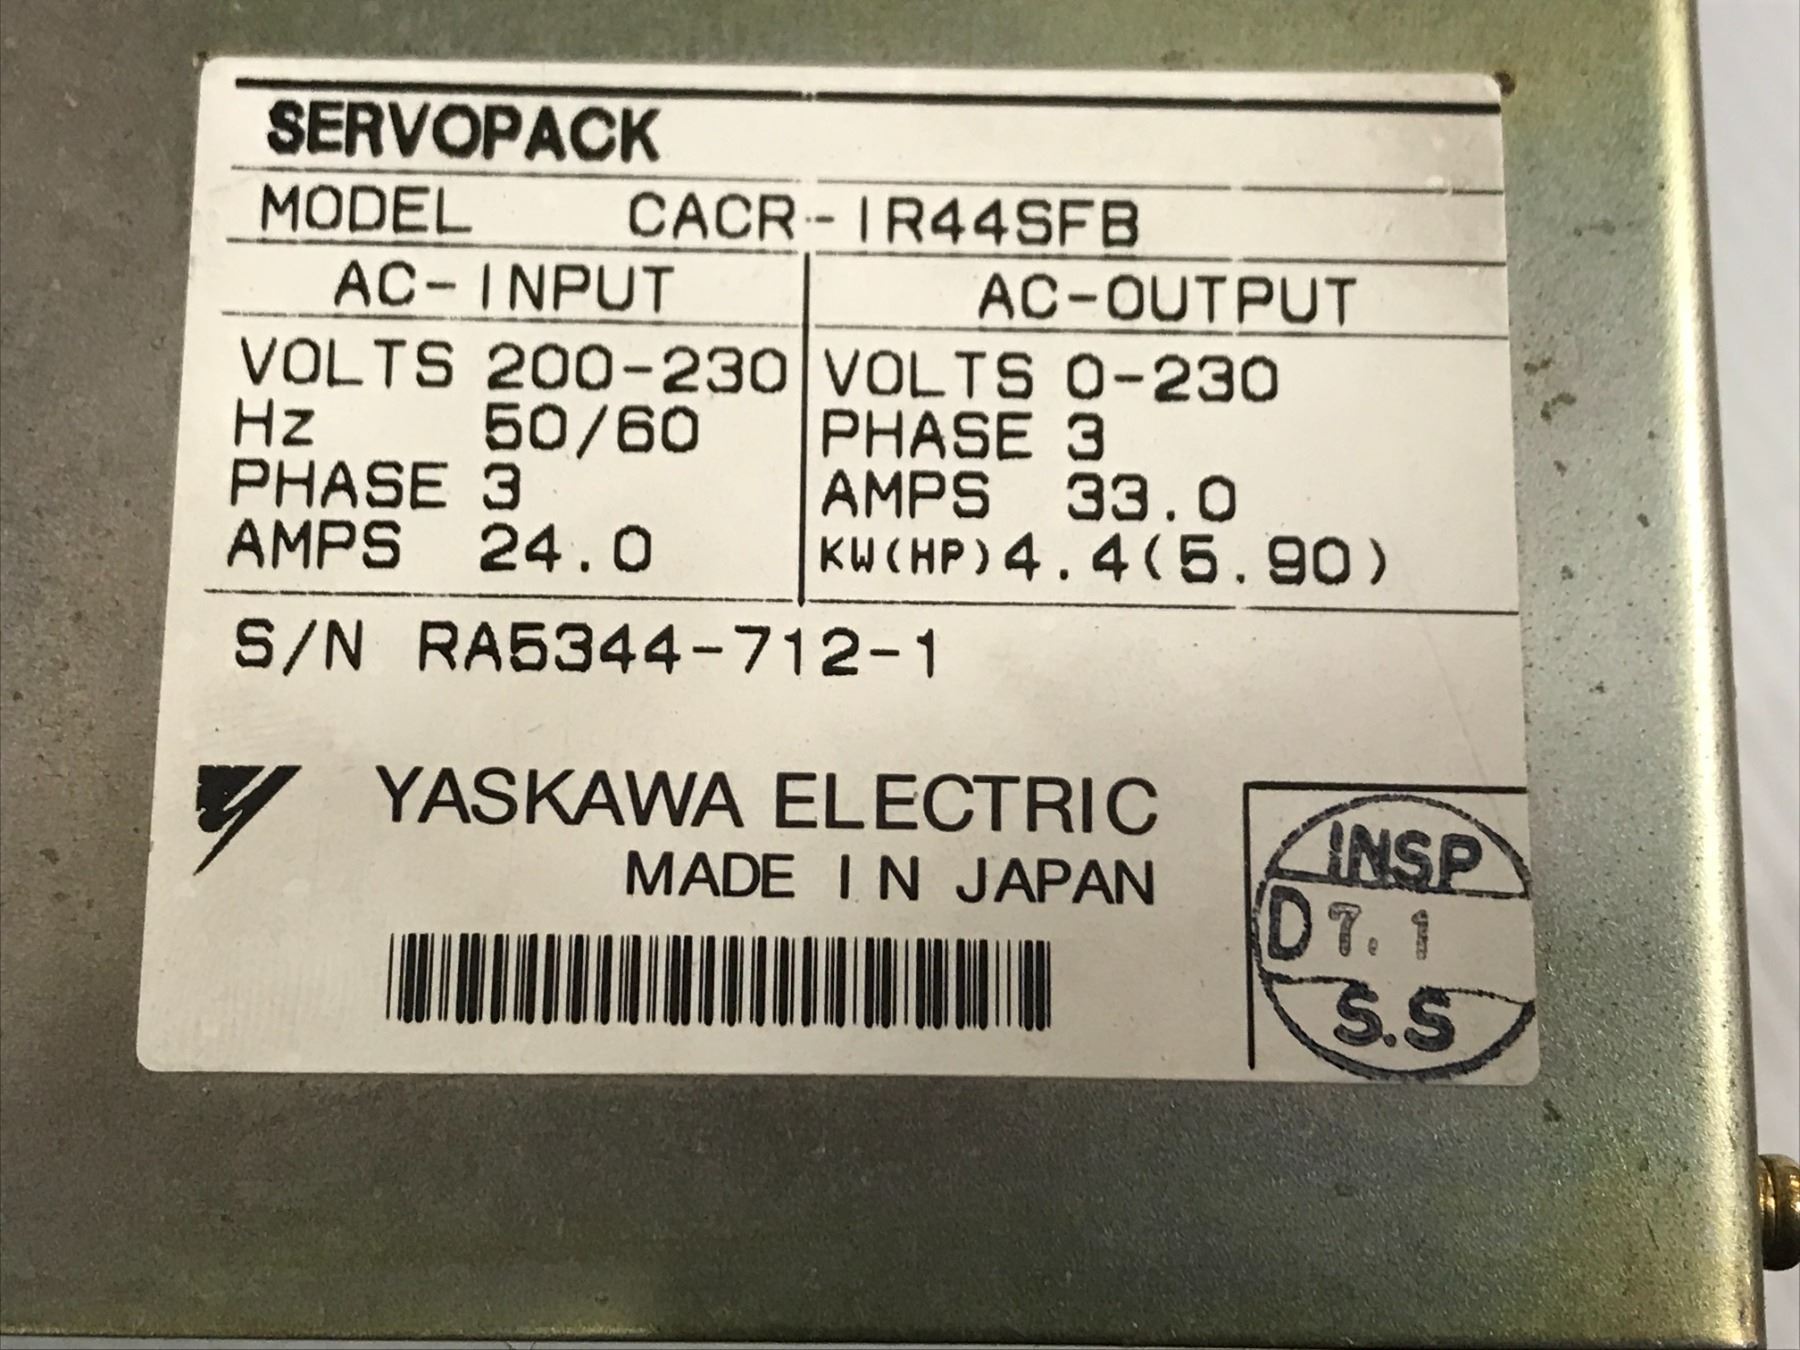 SERVOPACK
MODEL CACR-IR44SFB
AC-INPUT
VOLTS 200-230
Hz 50/60
PHASE 3
AMPS 24.0
AC-OUTPUT
VOLTS 0-230
PHASE 3
AMPS 33.0
KW(HP)4.4(5.90)
S/N RA5344-712-1
YASKAWA ELECTRIC
MADE IN JAPAN
INSP
D 7. 1
S.S